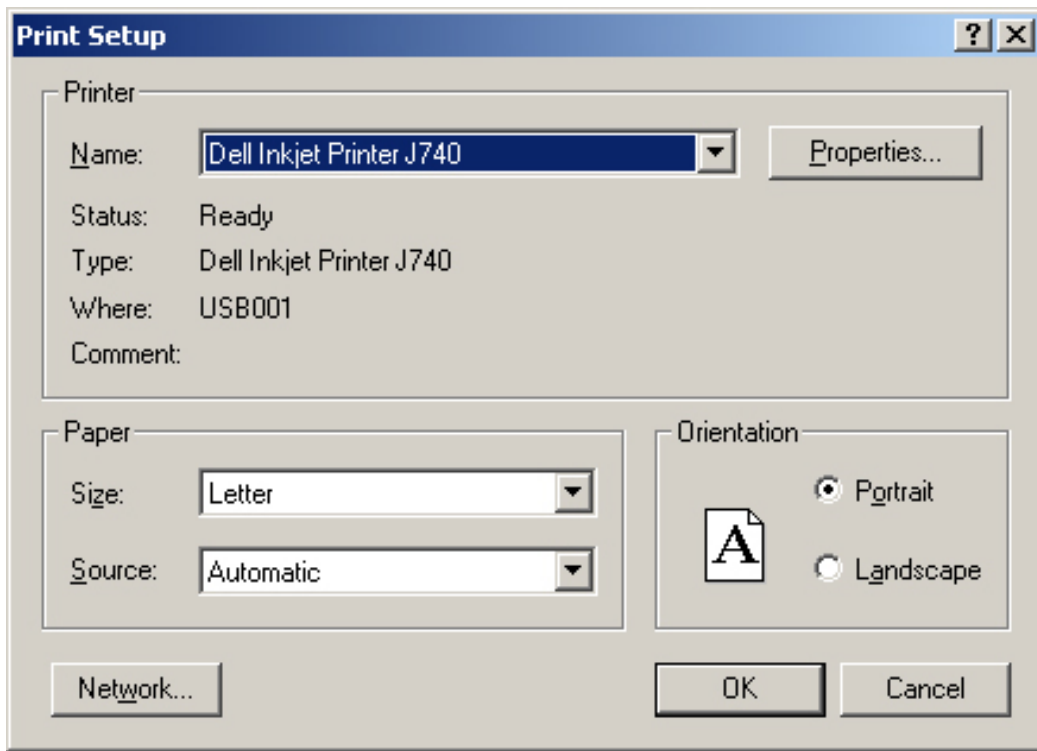 Print Setup
Printer
Name: Dell Inkjet Printer J740 Properties...
Status: Ready
Type: Dell Inkjet Printer J740
Where: USB001
Comment:
Paper
Size: Letter
Source: Automatic
Orientation
A
Portrait
Landscape
Network... OK Cancel